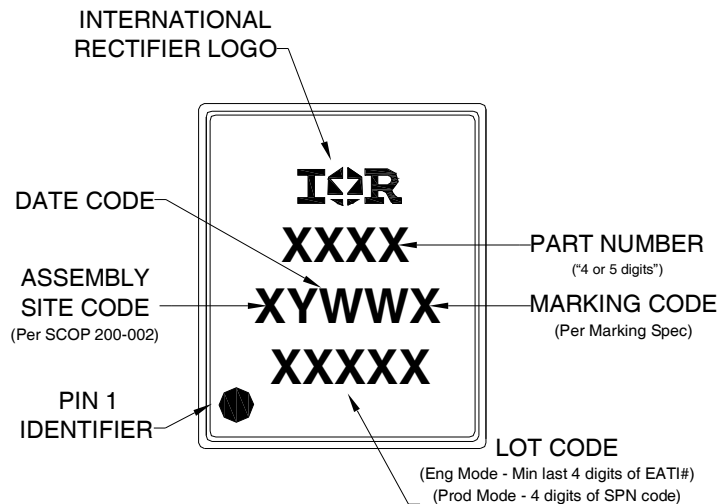 INTERNATIONAL
RECTIFIER LOGO
IOR
DATE CODE
XXXX
PART NUMBER
("4 or 5 digits")
ASSEMBLY
SITE CODE
(Per SCOP 200-002)
XYWWX
MARKING CODE
(Per Marking Spec)
XXXXX
PIN 1
IDENTIFIER
LOT CODE
(Eng Mode - Min last 4 digits of EATI#)
(Prod Mode - 4 digits of SPN code)